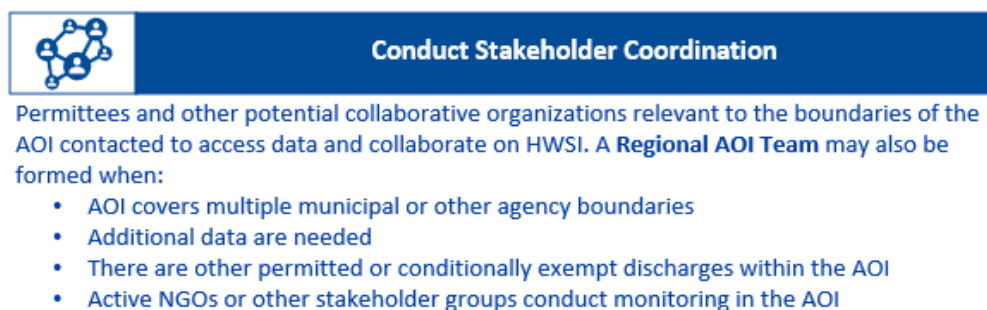 Conduct Stakeholder Coordination
Permittees and other potential collaborative organizations relevant to the boundaries of the
AOI contacted to access data and collaborate on HWSI. A Regional AOI Team may also be
formed when:
• AOI covers multiple municipal or other agency boundaries
• Additional data are needed
• There are other permitted or conditionally exempt discharges within the AOI
• Active NGOs or other stakeholder groups conduct monitoring in the AOI